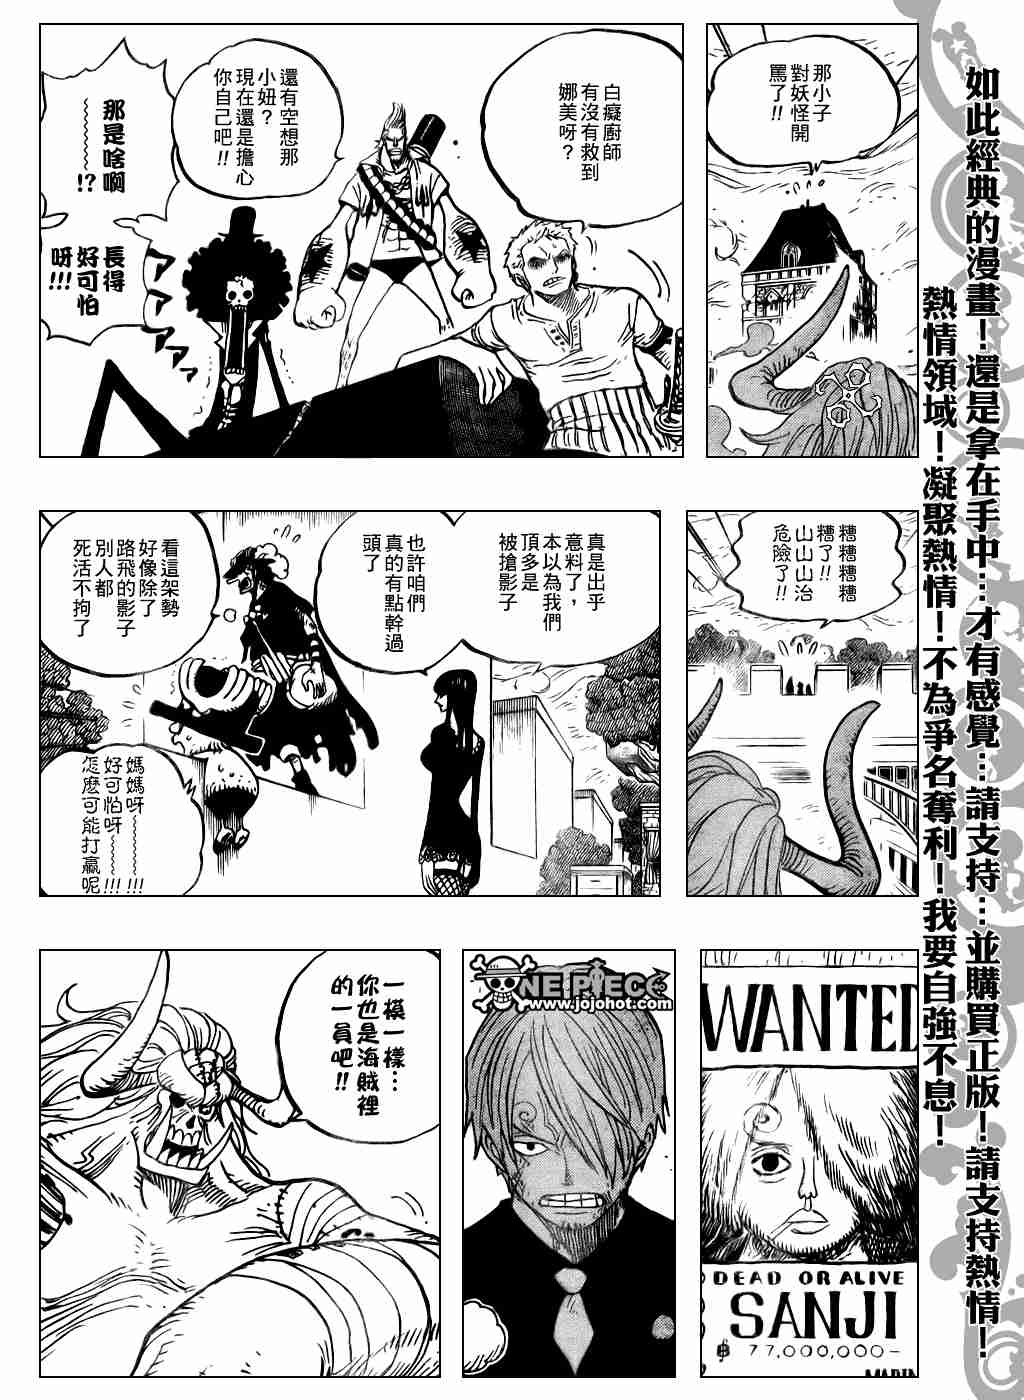 那小子
對妖怪開
罵了!!
白癡廚師
有沒有救到
娜美呀?
還有空想那
小妞?
現在還是擔心
你自己吧!!
那是啥啊
~~~~~!?
長得
好可怕
呀!!!
アアア
糟糟糟糟
糟了!!
山山山治
危險了!!
真是出乎
意料了,
本以為我們
頂多是
被搶影子
也許咱們
真的有點幹過
頭了
看這架勢
好像除了
路飛的影子
別人都
死活不拘了
媽媽呀~~~~!!!
好可怕呀~~~!!!
怎麼可能打贏呢
WANTED
DEAD OR ALIVE
SANJI
฿ 77,000,000-
MARIN
ONE PIECE
www.jojohot.com
一模一樣…
你也是海賊裡
的一員吧!!
如此經典的漫畫!還是拿在手中…才有感覺…請支持…並購買正版!請支持熱情!
熱情領域!凝聚熱情!不為爭名奪利!我要自強不息!